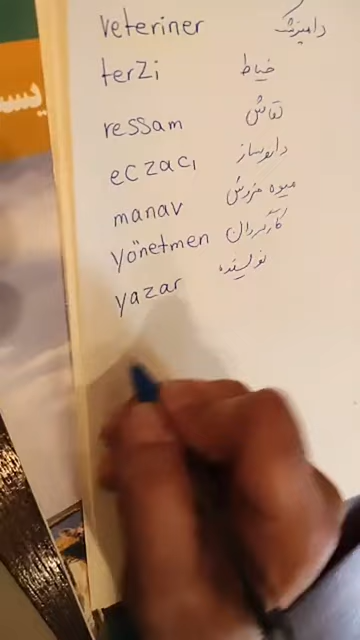 veteriner دامپزشک
terzi خیاط
ressam نقاش
eczacı داروساز
manav میوه فروش
yönetmen کارگردان
yazar نویسنده